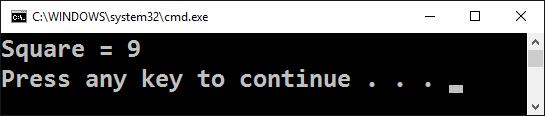 C:\WINDOWS\system32\cmd.exe
Square = 9
Press any key to continue . . .